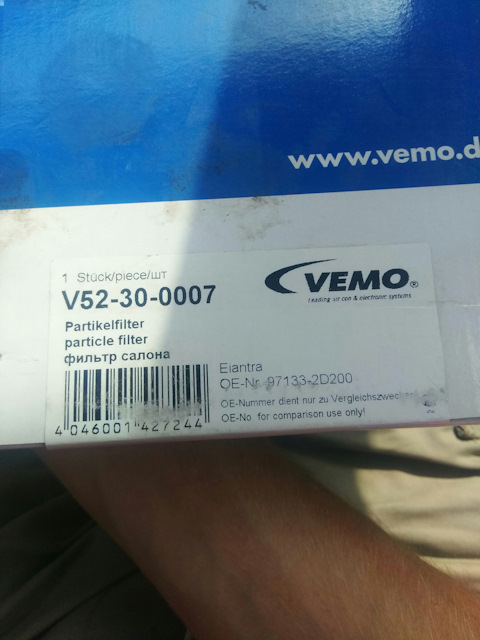 www.vemo.d
1 Stück/piece/шт
VEMO®
leading air con & electronic systems
V52-30-0007
Partikelfilter
particle filter
фильтр салона
Elantra
OE-Nr. 97133-2D200
OE-Nummer dient nur zu Vergleichszwecken
OE-No. for comparison use only!
4 046001 427244